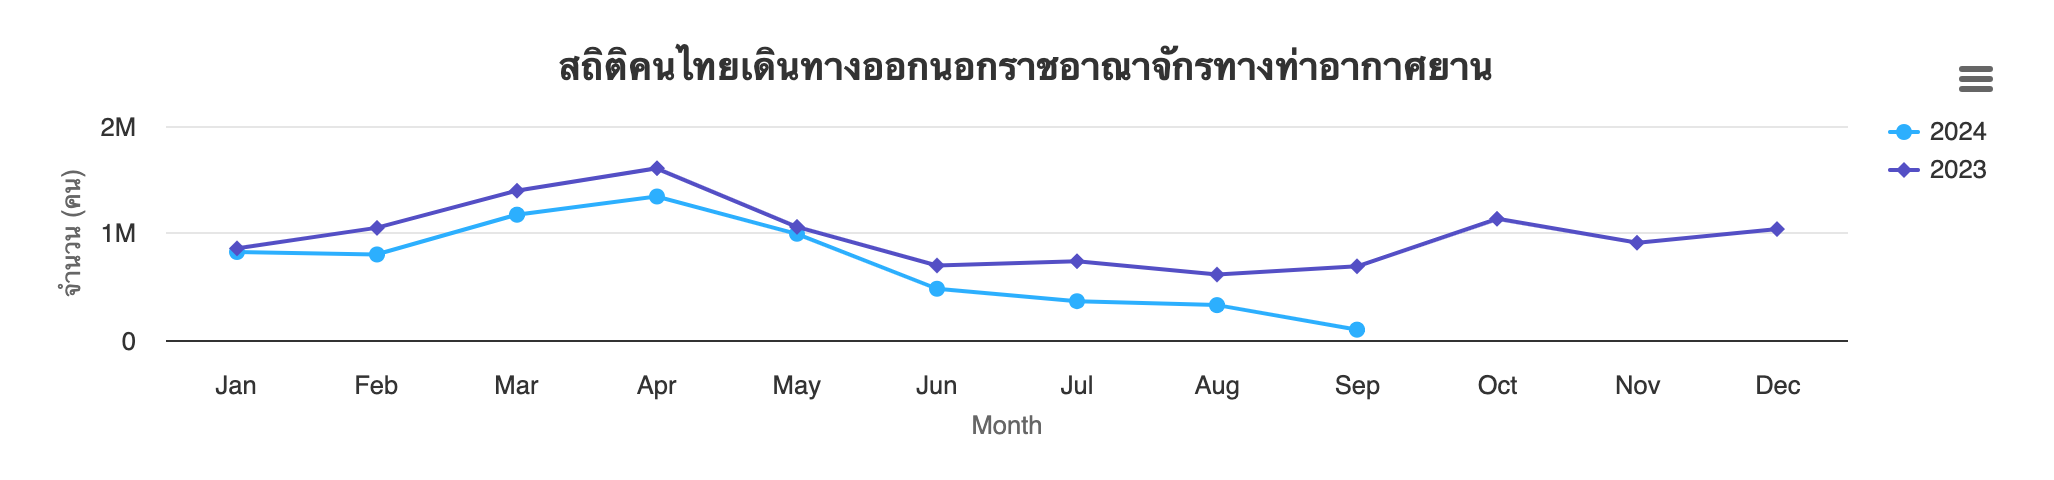 สถิติคนไทยเดินทางออกนอกราชอาณาจักรทางท่าอากาศยาน
2M
1M
0
จำนวน (คน)
2024
2023
Jan Feb Mar Apr May Jun Jul Aug Sep Oct Nov Dec
Month